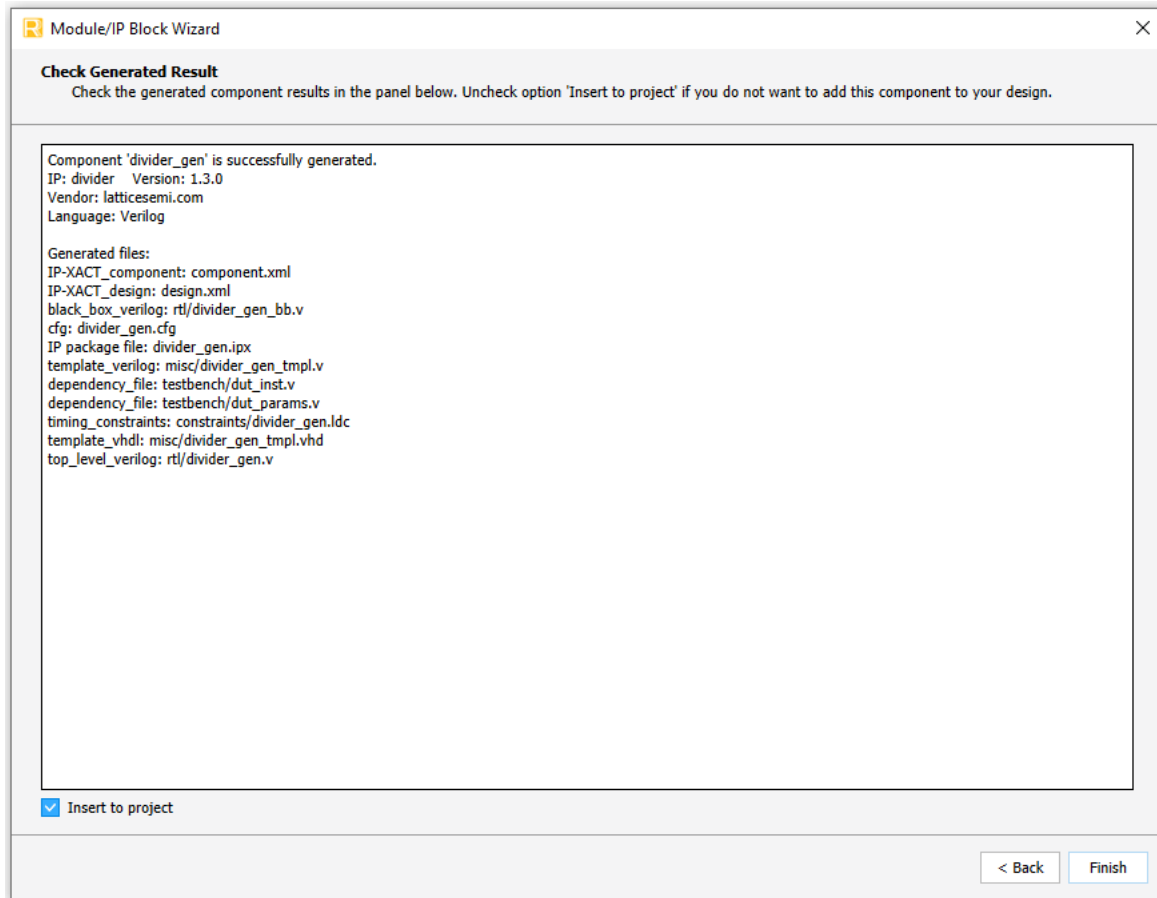 Module/IP Block Wizard
Check Generated Result
Check the generated component results in the panel below. Uncheck option 'Insert to project' if you do not want to add this component to your design.
Component 'divider_gen' is successfully generated.
IP: divider    Version: 1.3.0
Vendor: latticesemi.com
Language: Verilog
Generated files:
IP-XACT_component: component.xml
IP-XACT_design: design.xml
black_box_verilog: rtl/divider_gen_bb.v
cfg: divider_gen.cfg
IP package file: divider_gen.ipx
template_verilog: misc/divider_gen_tmpl.v
dependency_file: testbench/dut_inst.v
dependency_file: testbench/dut_params.v
timing_constraints: constraints/divider_gen.ldc
template_vhdl: misc/divider_gen_tmpl.vhd
top_level_verilog: rtl/divider_gen.v
Insert to project
< Back
Finish